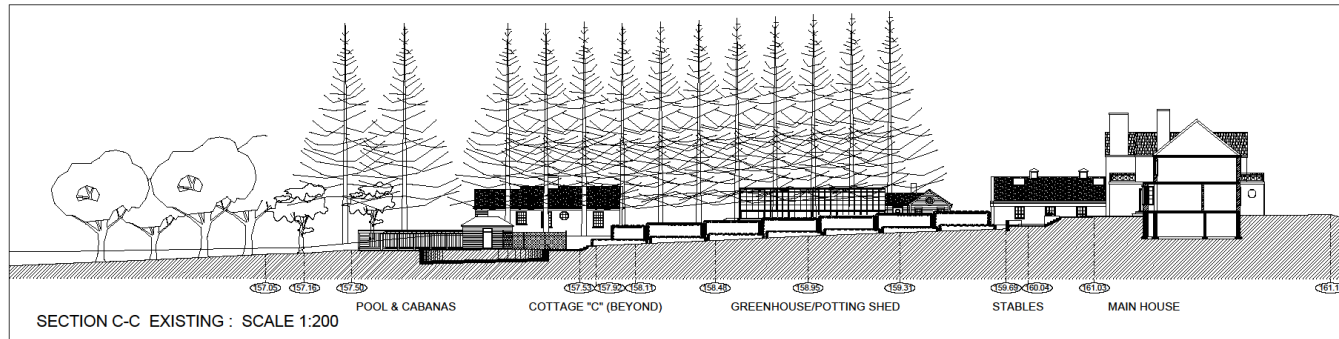 157.05
157.16
157.50
157.53
157.92
158.11
158.48
158.95
159.31
159.69
160.04
161.03
161.1
POOL & CABANAS
COTTAGE "C" (BEYOND)
GREENHOUSE/POTTING SHED
STABLES
MAIN HOUSE
SECTION C-C EXISTING : SCALE 1:200